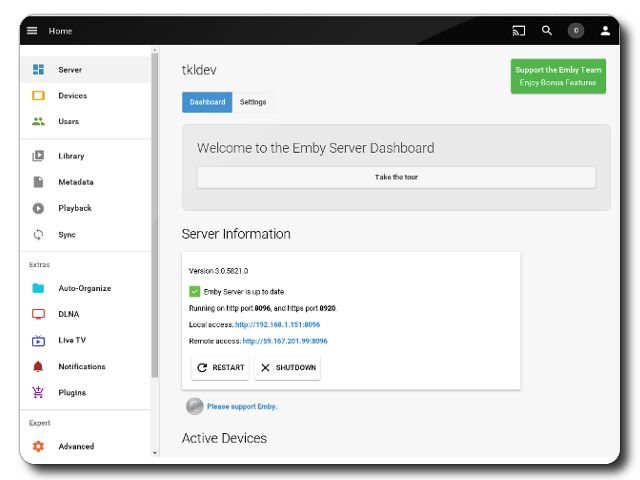 Home
0
Server
Devices
Users
Library
Metadata
Playback
Sync
Extras
Auto-Organize
DLNA
Live TV
Notifications
Plugins
Expert
Advanced
tkldev
Support the Emby Team
Enjoy Bonus Features
Dashboard
Settings
Welcome to the Emby Server Dashboard
Take the tour
Server Information
Version 3.0.5821.0
Emby Server is up to date
Running on http port 8096, and https port 8920.
Local access: http://192.168.1.151:8096
Remote access: http://59.167.201.99:8096
RESTART
SHUTDOWN
Please support Emby.
Active Devices